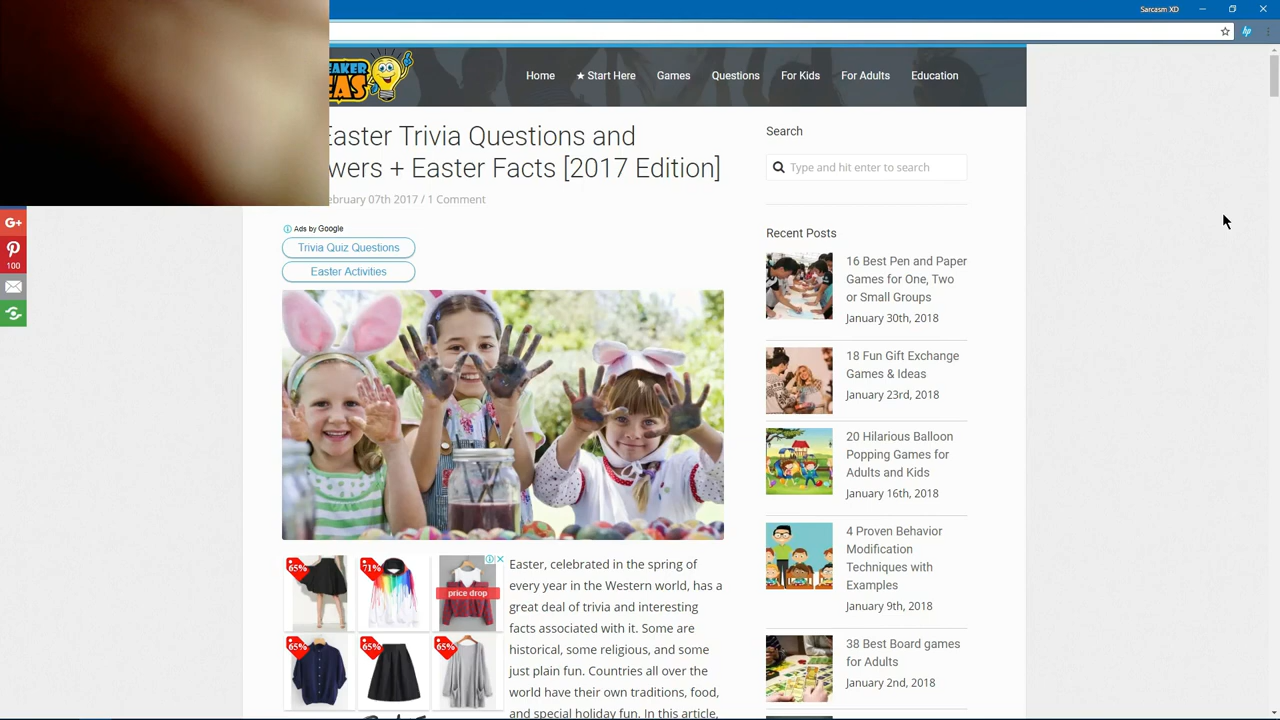 Sarcasm XD
Home
★ Start Here
Games
Questions
For Kids
For Adults
Education
Easter Trivia Questions and
+ Easter Facts [2017 Edition]
07th 2017 / 1 Comment
Ads by Google
Trivia Quiz Questions
Easter Activities
G+
100
65%
71%
price drop
65%
65%
65%
Easter, celebrated in the spring of
every year in the Western world, has a
great deal of trivia and interesting
facts associated with it. Some are
historical, some religious, and some
just plain fun. Countries all over the
world have their own traditions, food,
and special holiday fun. In this article,
Search
Type and hit enter to search
Recent Posts
16 Best Pen and Paper
Games for One, Two
or Small Groups
January 30th, 2018
18 Fun Gift Exchange
Games & Ideas
January 23rd, 2018
20 Hilarious Balloon
Popping Games for
Adults and Kids
January 16th, 2018
4 Proven Behavior
Modification
Techniques with
Examples
January 9th, 2018
38 Best Board games
for Adults
January 2nd, 2018